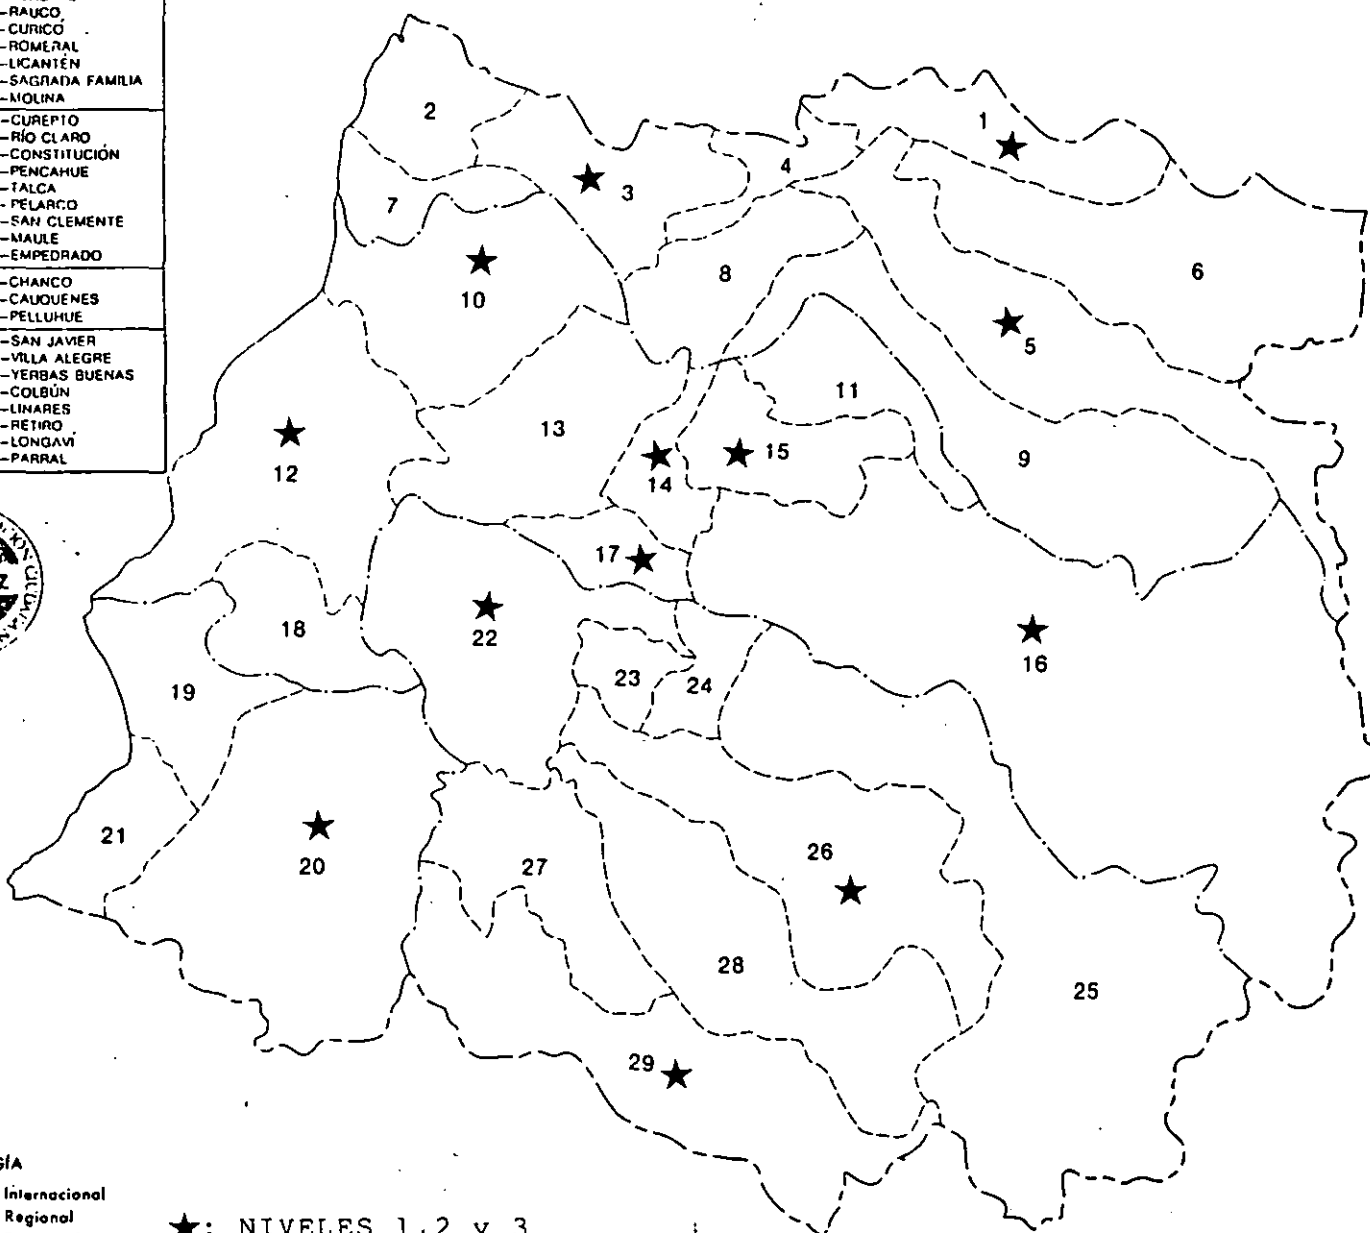 -RAUCO
-CURICÓ
-ROMERAL
-LICANTÉN
-SAGRADA FAMILIA
-MOLINA
-CUREPTO
-RÍO CLARO
-CONSTITUCIÓN
-PENCAHUE
-TALCA
-PELARCO
-SAN CLEMENTE
-MAULE
-EMPEDRADO
-CHANCO
-CAUQUENES
-PELLUHUE
-SAN JAVIER
-VILLA ALEGRE
-YERBAS BUENAS
-COLBÚN
-LINARES
-RETIRO
-LONGAVÍ
-PARRAL
2
1
4
3
7
8
6
10
5
11
13
15
9
12
14
17
18
22
16
23
24
19
21
20
26
27
28
25
29
GÍA
Internacional
Regional
★: NIVELES 1,2 y 3